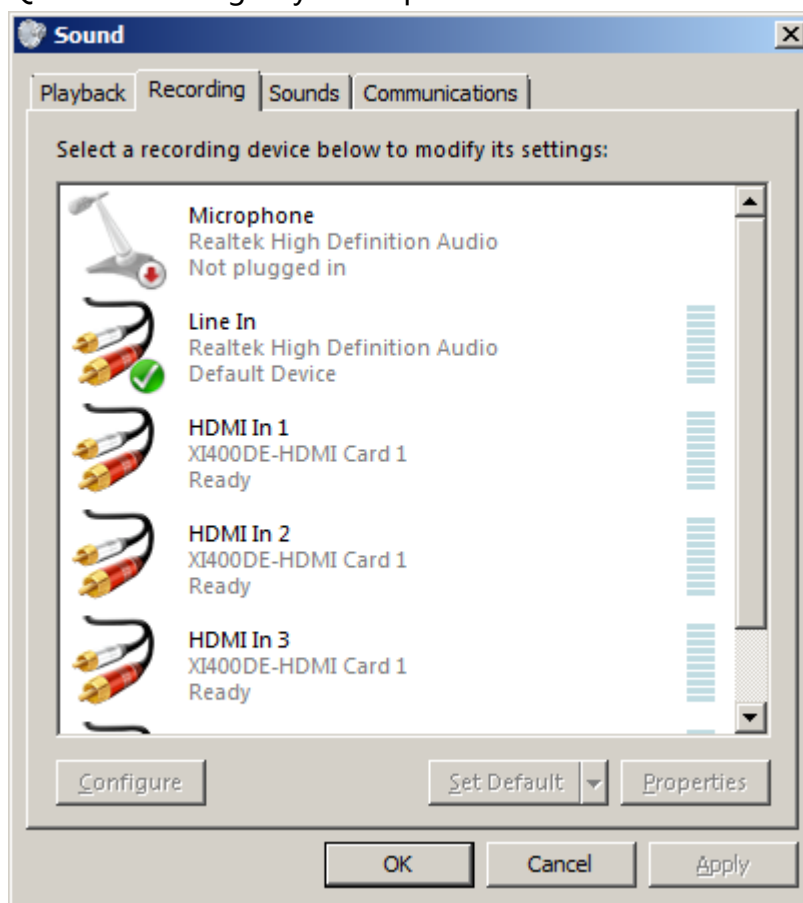 Sound
Playback Recording Sounds Communications
Select a recording device below to modify its settings:
Microphone
Realtek High Definition Audio
Not plugged in
Line In
Realtek High Definition Audio
Default Device
HDMI In 1
XI400DE-HDMI Card 1
Ready
HDMI In 2
XI400DE-HDMI Card 1
Ready
HDMI In 3
XI400DE-HDMI Card 1
Ready
Configure Set Default Properties
OK Cancel Apply